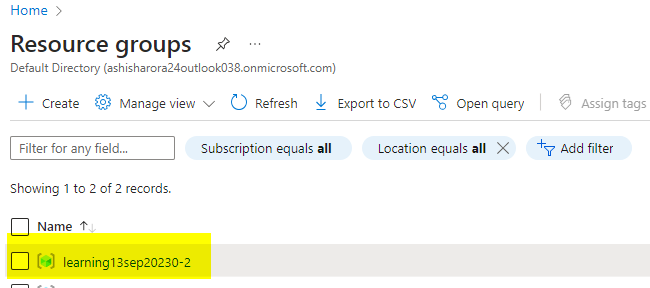 Home >
Resource groups ...
Default Directory (ashisharora24outlook038.onmicrosoft.com)
+ Create Manage view Refresh Export to CSV Open query Assign tags
Filter for any field... Subscription equals all Location equals all Add filter
Showing 1 to 2 of 2 records.
Name ↑↓
learning13sep20230-2